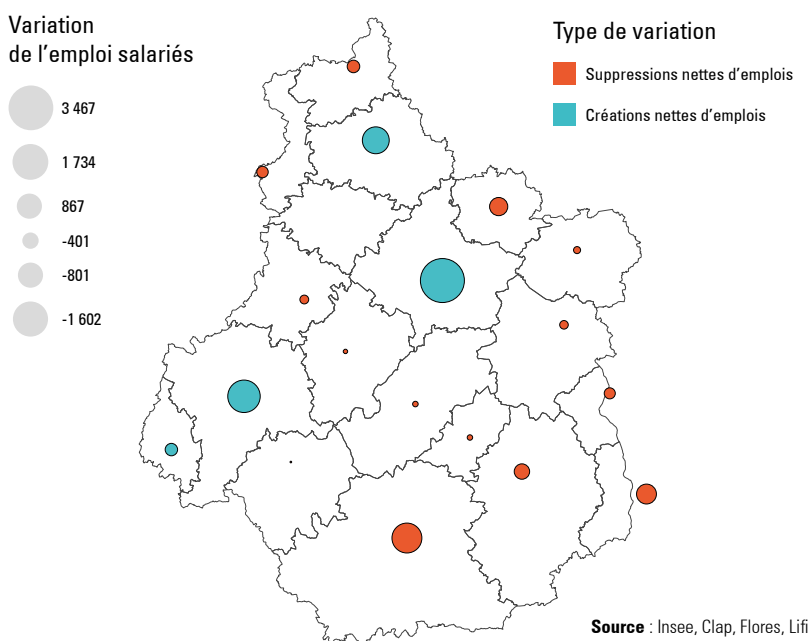 Variation
de l'emploi salariés
3 467
1 734
867
-401
-801
-1 602
Type de variation
Suppressions nettes d'emplois
Créations nettes d'emplois
Source : Insee, Clap, Flores, Lifi